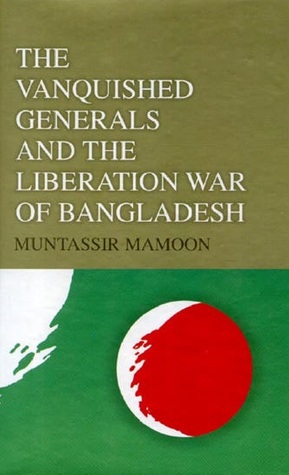 THE
VANQUISHED
GENERALS
AND THE
LIBERATION WAR
OF BANGLADESH
MUNTASSIR MAMOON